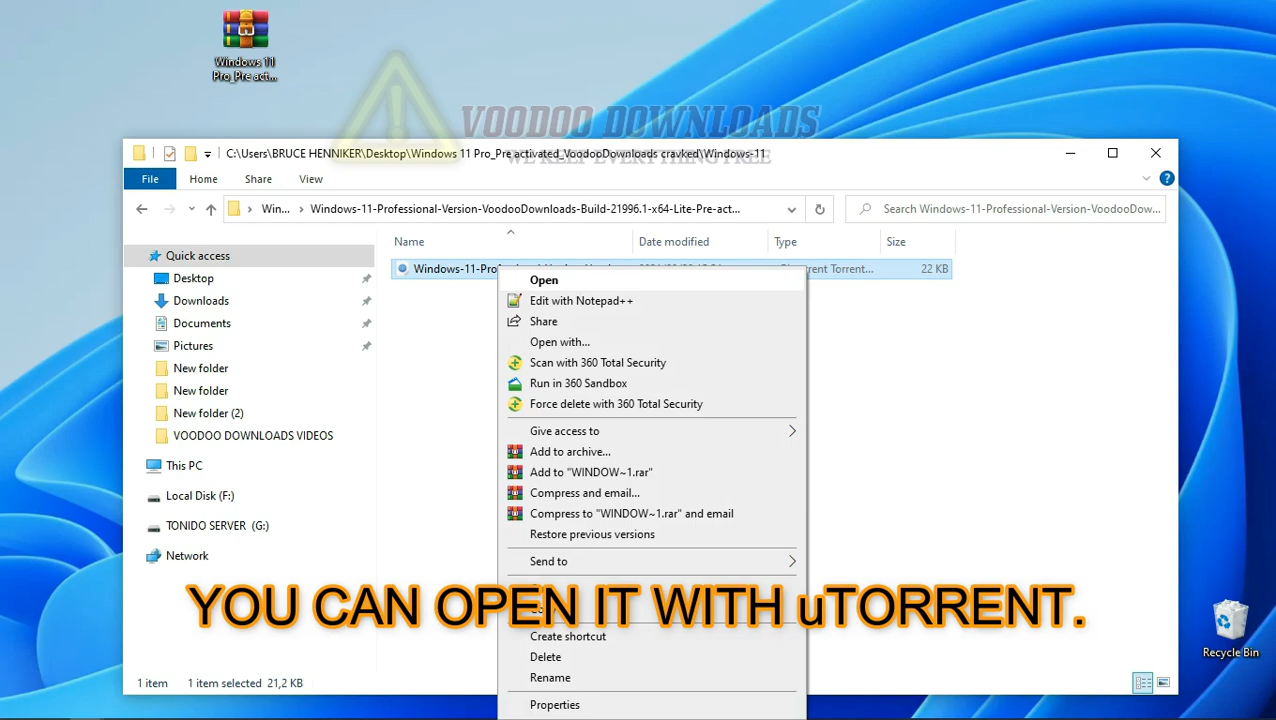 Windows 11
Pro_Pre act...
VOODOO DOWNLOADS
WE KEEP EVERYTHING FREE
C:\Users\BRUCE HENNIKER\Desktop\Windows 11 Pro_Pre activated_VoodooDownloads cravked\Windows-11
File
Home
Share
View
Win...
Windows-11-Professional-Version-VoodooDownloads-Build-21996.1-x64-Lite-Pre-act...
Search Windows-11-Professional-Version-VoodooDow...
Name
Date modified
Type
Size
Windows-11-Pro
Torrent...
22 KB
Quick access
Desktop
Downloads
Documents
Pictures
New folder
New folder
New folder (2)
VOODOO DOWNLOADS VIDEOS
This PC
Local Disk (F:)
TONIDO SERVER (G:)
Network
Open
Edit with Notepad++
Share
Open with...
Scan with 360 Total Security
Run in 360 Sandbox
Force delete with 360 Total Security
Give access to
Add to archive...
Add to "WINDOW~1.rar"
Compress and email...
Compress to "WINDOW~1.rar" and email
Restore previous versions
Send to
YOU CAN OPEN IT WITH uTORRENT.
Create shortcut
Delete
Rename
Properties
1 item
1 item selected 21,2 KB
Recycle Bin